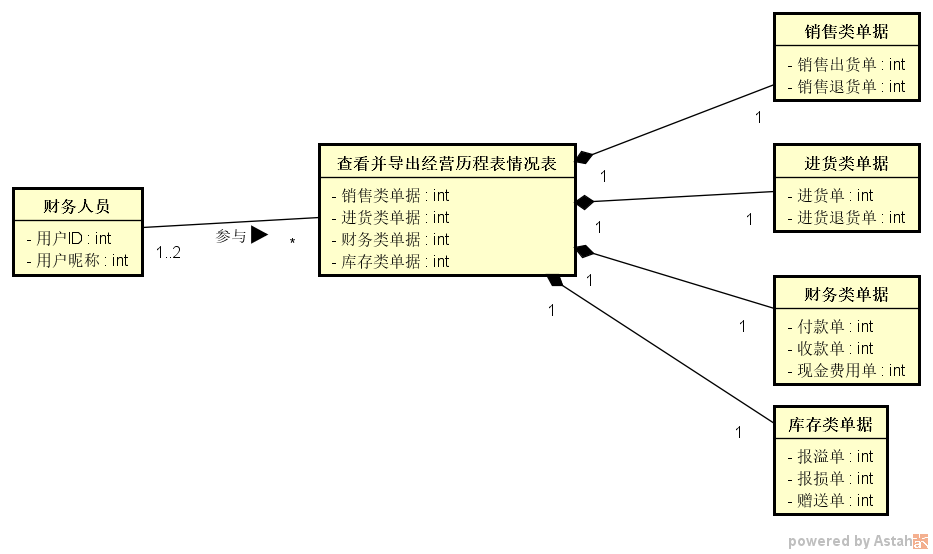 销售类单据
- 销售出货单 : int
- 销售退货单 : int
1
1
查看并导出经营历程表情况表
- 销售类单据 : int
- 进货类单据 : int
- 财务类单据 : int
- 库存类单据 : int
进货类单据
- 进货单 : int
- 进货退货单 : int
1
1
财务人员
- 用户ID : int
- 用户昵称 : int
1..2
参与
*
财务类单据
- 付款单 : int
- 收款单 : int
- 现金费用单 : int
1
1
库存类单据
- 报溢单 : int
- 报损单 : int
- 赠送单 : int
1
1
powered by Astah